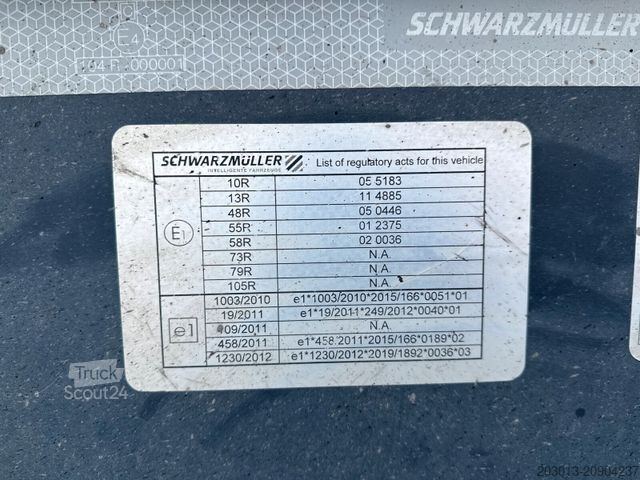 SCHWARZMÜLLER
E4
SCHWARZMÜLLER List of regulatory acts for this vehicle
INTELLIGENTE FAHRZEUGE
E1
10R 05 5183
13R 11 4885
48R 05 0446
55R 01 2375
58R 02 0036
73R N.A.
79R N.A.
105R N.A.
e1
1003/2010 e1*1003/2010*2015/166*0051*01
19/2011 e1*19/2011*249/2012*0040*01
109/2011 N.A.
458/2011 e1*458/2011*2015/166*0189*02
1230/2012 e1*1230/2012*2019/1892*0036*03
Truck
Scout24
203013-20904237